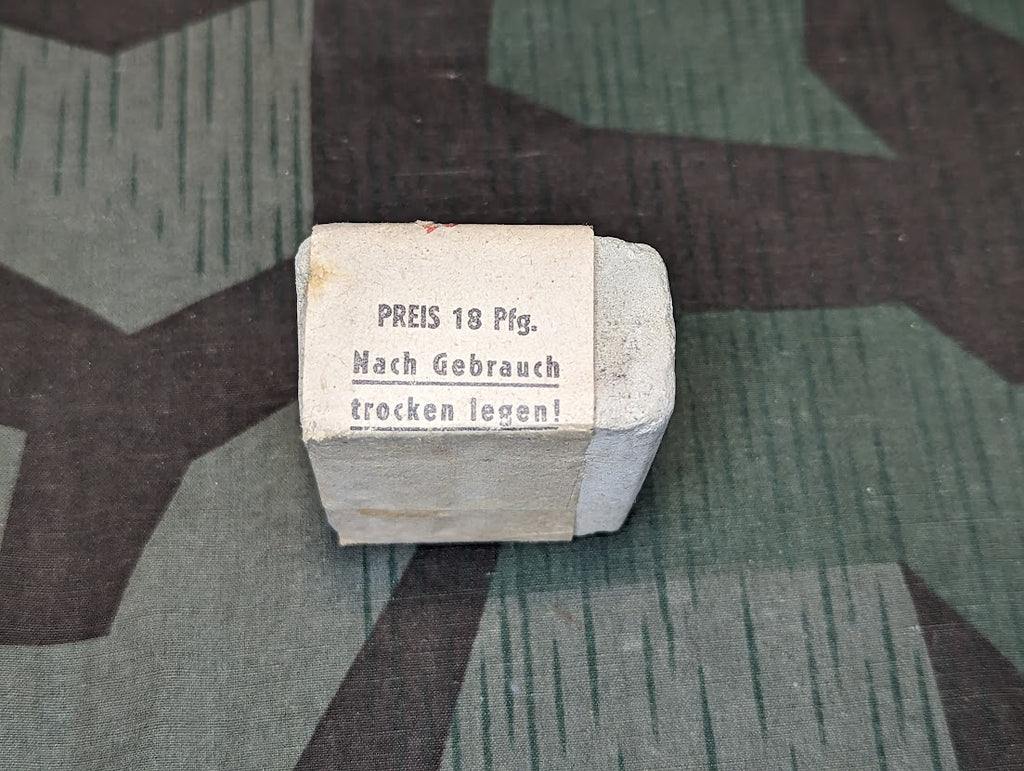 PREIS 18 Pfg.
Nach Gebrauch
trocken legen!